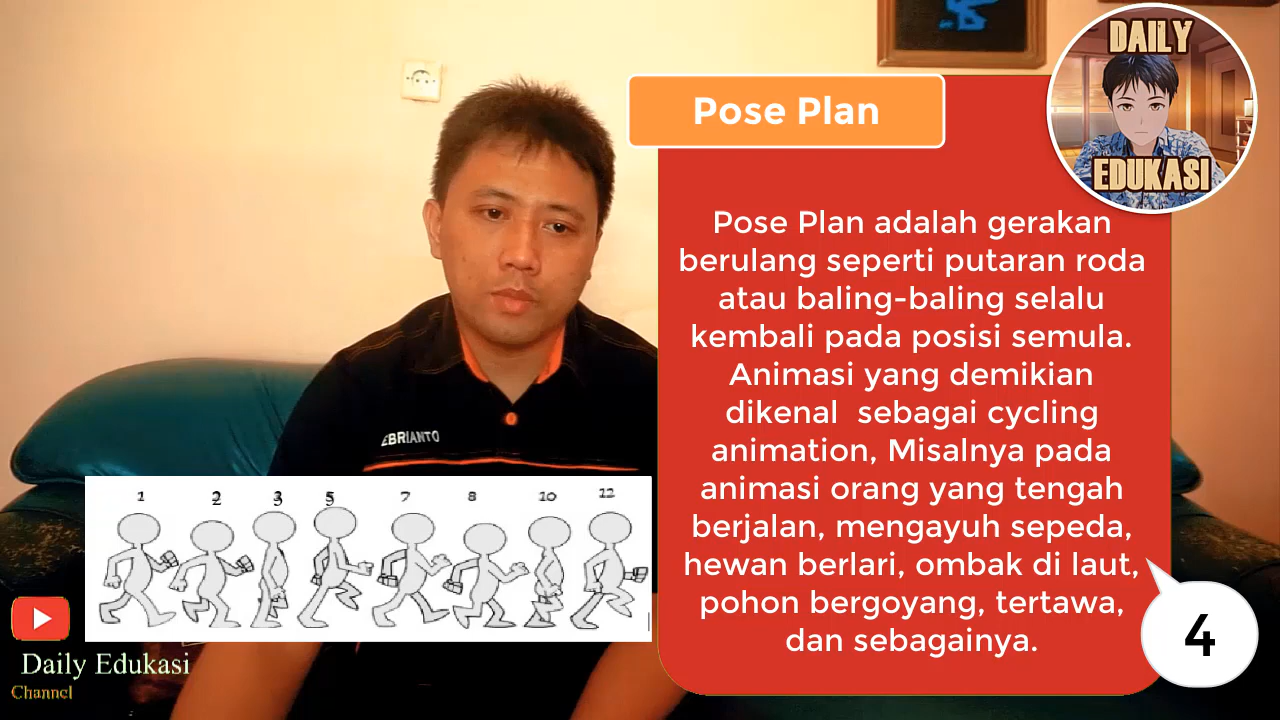 DAILY
EDUKASI
Pose Plan
Pose Plan adalah gerakan
berulang seperti putaran roda
atau baling-baling selalu
kembali pada posisi semula.
Animasi yang demikian
dikenal sebagai cycling
animation, Misalnya pada
animasi orang yang tengah
berjalan, mengayuh sepeda,
hewan berlari, ombak di laut,
pohon bergoyang, tertawa,
dan sebagainya.
4
EBRIANTO
1 2 3 5 7 8 10 12
Daily Edukasi
Channel